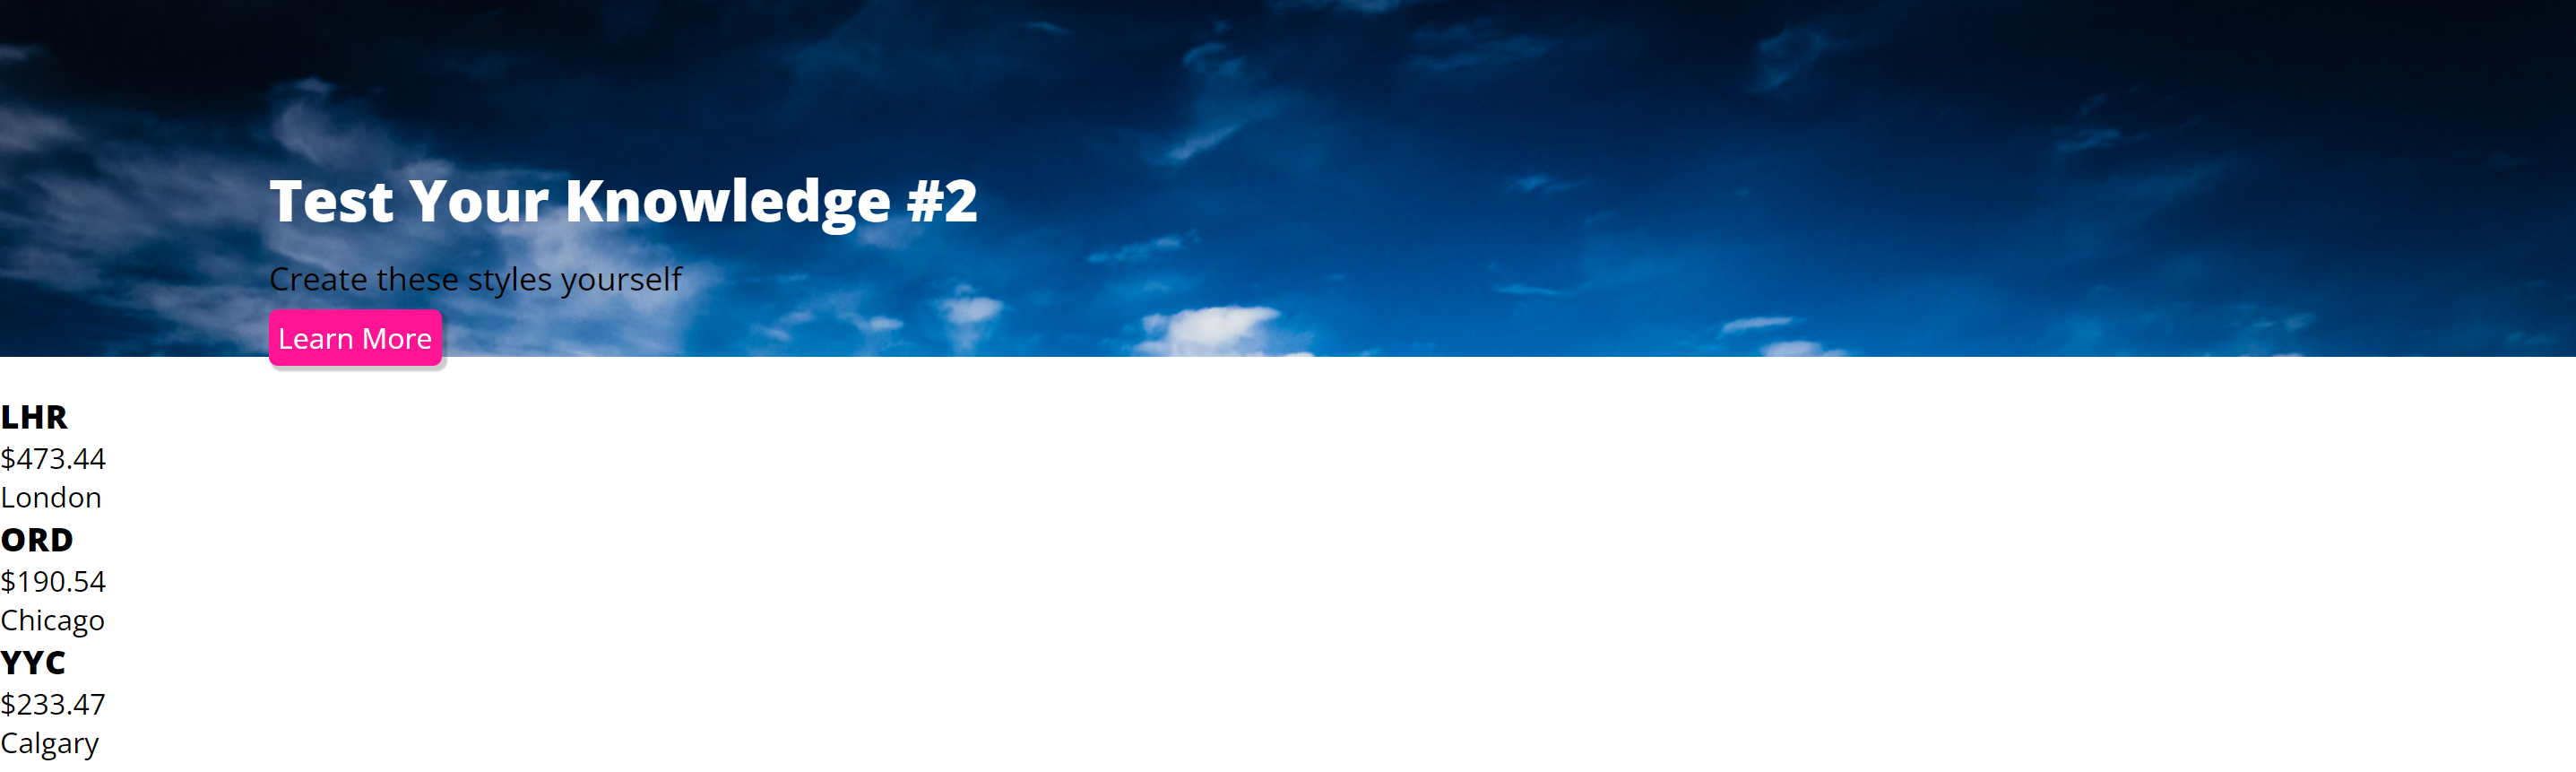 Test Your Knowledge #2
Create these styles yourself
Learn More
LHR
$473.44
London
ORD
$190.54
Chicago
YYC
$233.47
Calgary